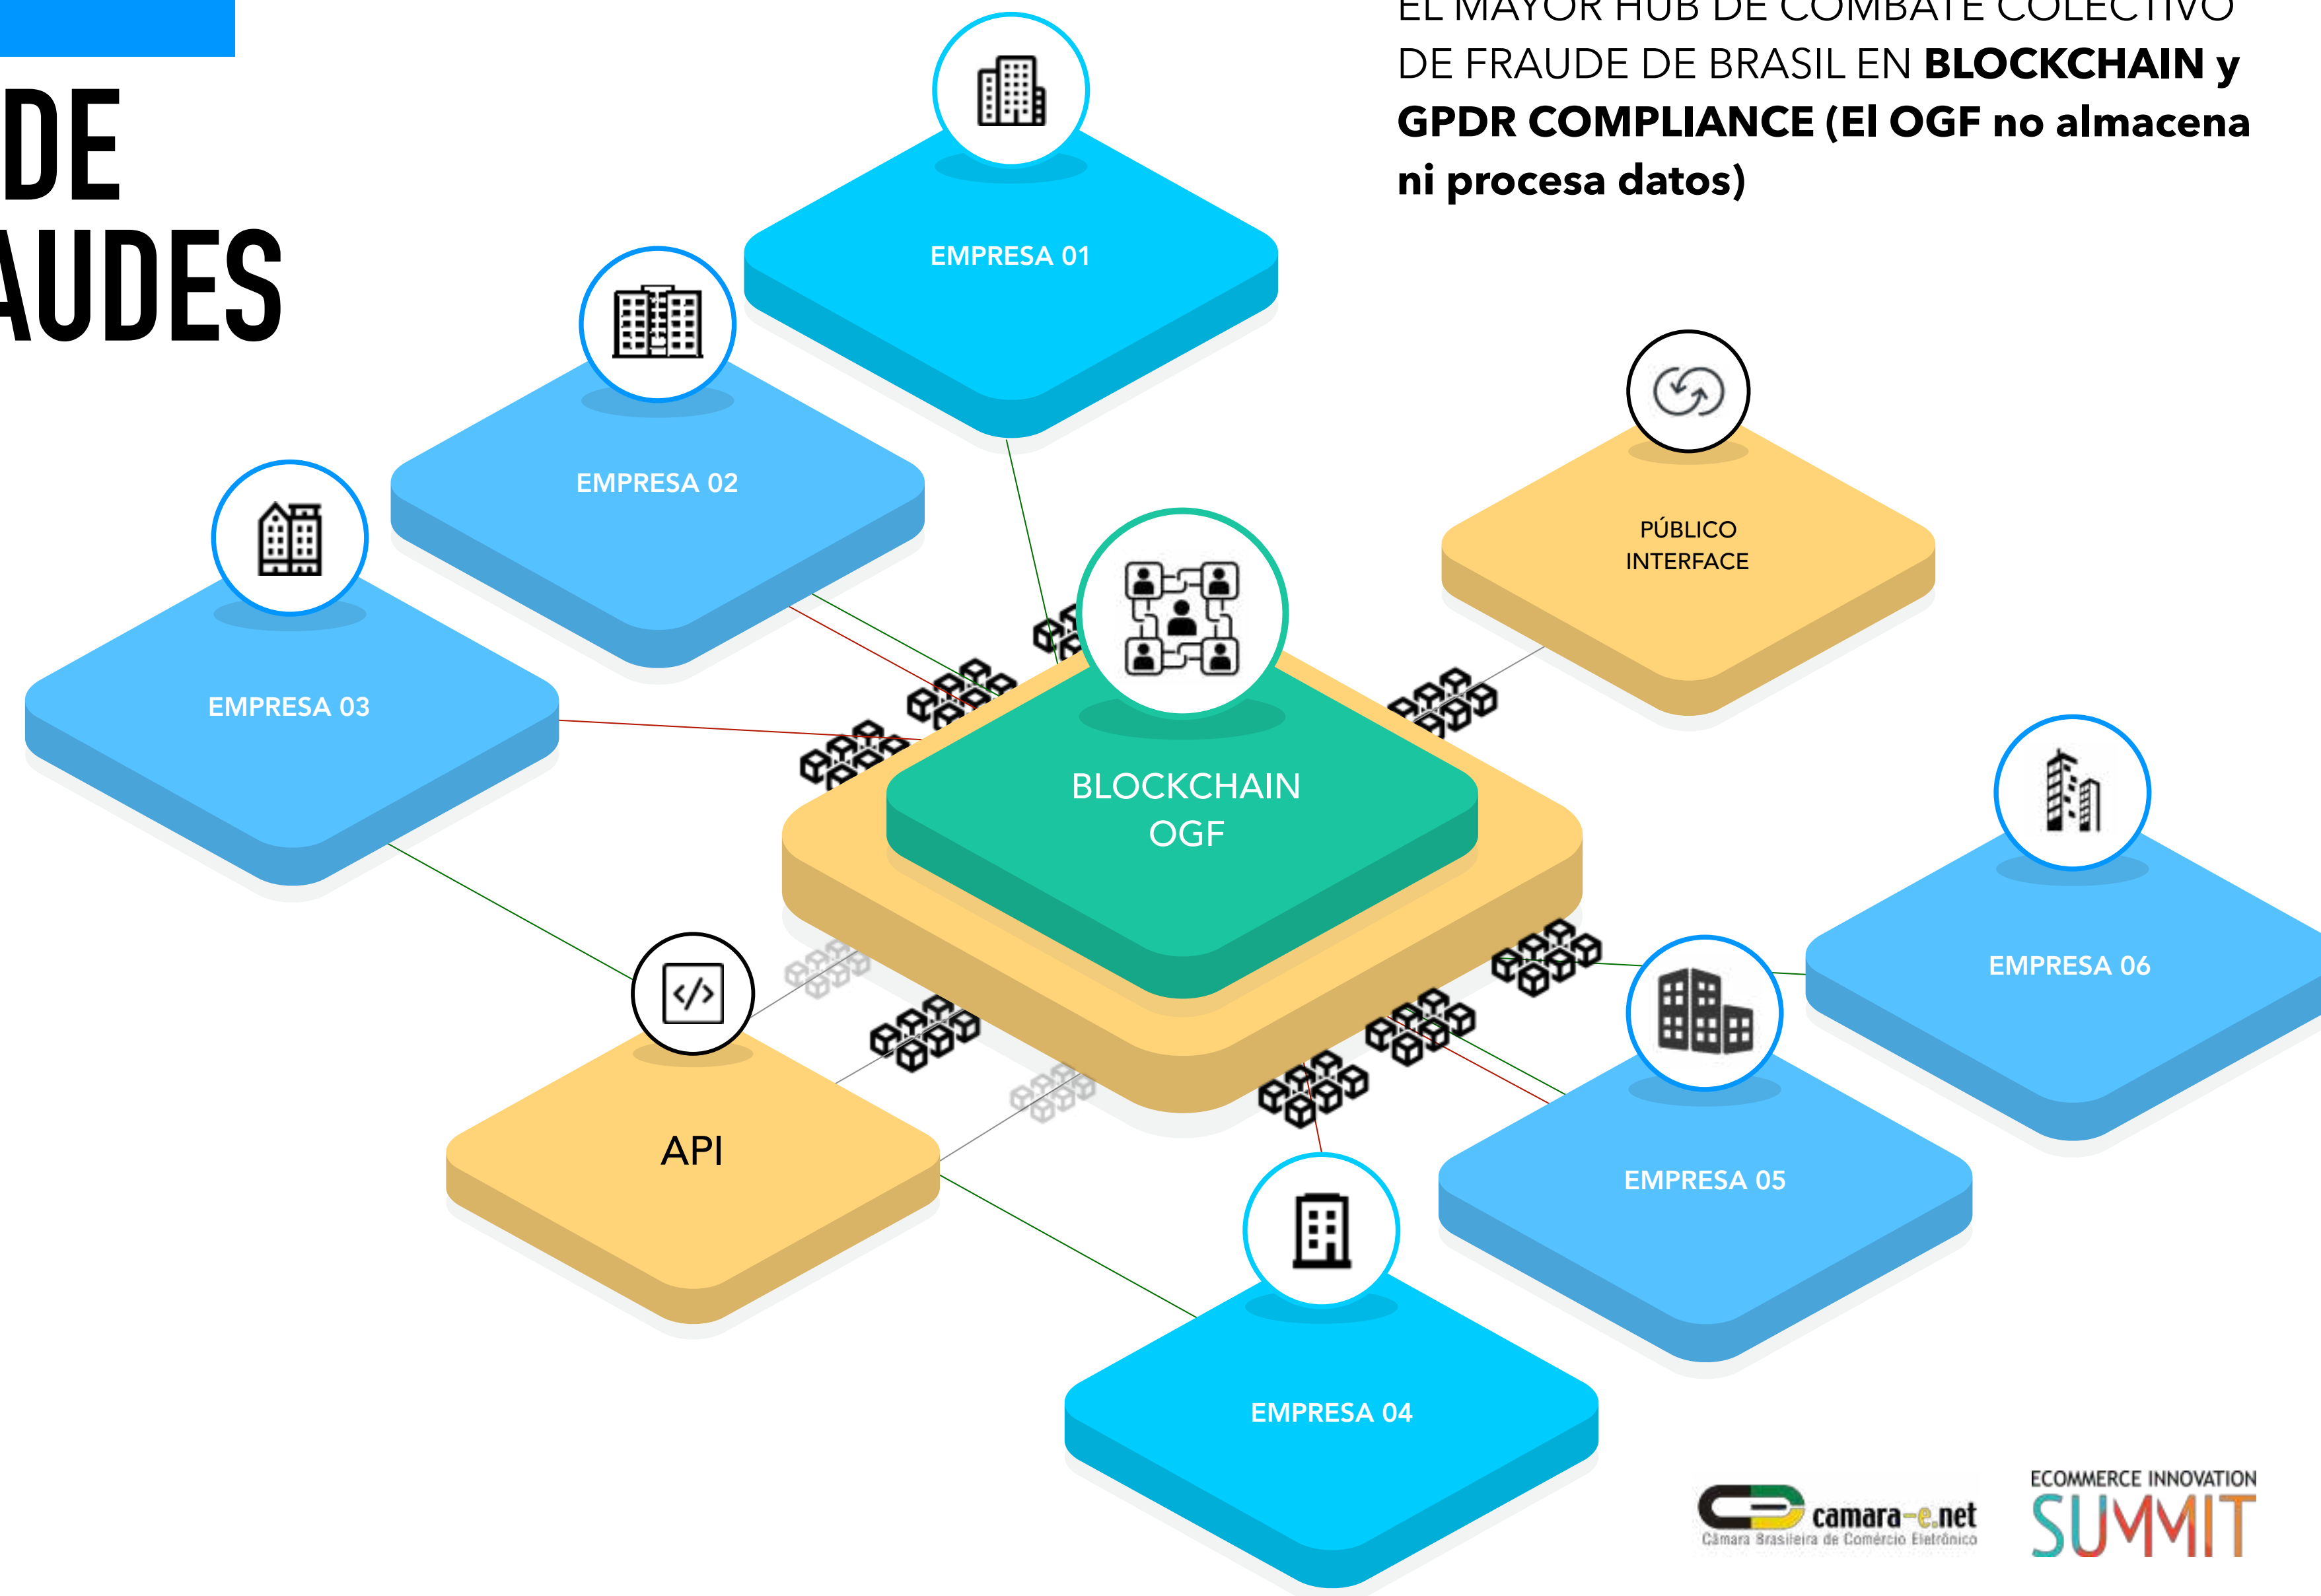 DE
AUDES
EL MAYOR HUB DE COMBATE COLECTIVO
DE FRAUDE DE BRASIL EN BLOCKCHAIN y
GPDR COMPLIANCE (El OGF no almacena
ni procesa datos)
EMPRESA 01
EMPRESA 02
EMPRESA 03
PÚBLICO
INTERFACE
BLOCKCHAIN
OGF
EMPRESA 06
</>
API
EMPRESA 05
EMPRESA 04
camara-e.net
Câmara Brasileira de Comércio Eletrônico
ECOMMERCE INNOVATION
SUMMIT